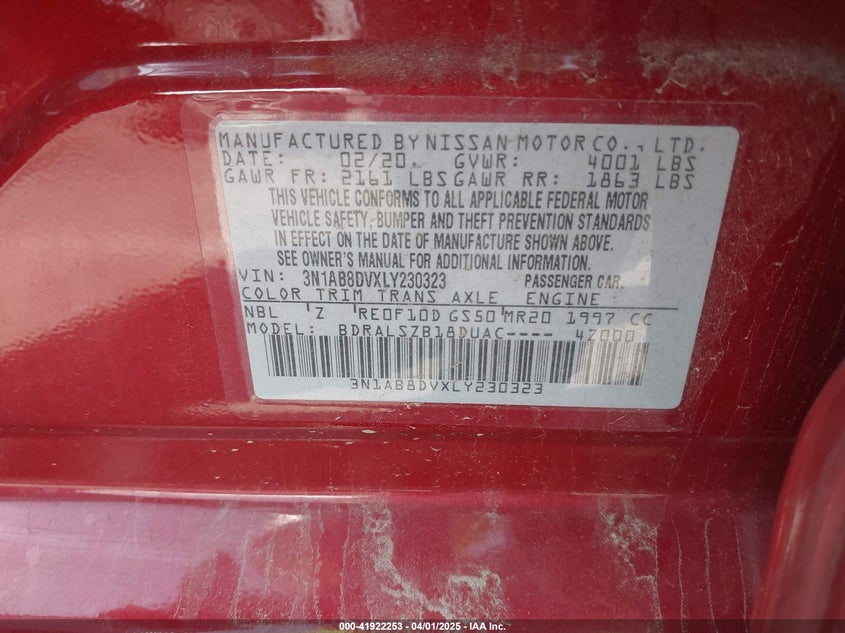 MANUFACTURED BY NISSAN MOTOR CO., LTD.
DATE: 02/20. GVWR: 4001 LBS
GAWR FR: 2161 LBS GAWR RR: 1863 LBS
THIS VEHICLE CONFORMS TO ALL APPLICABLE FEDERAL MOTOR
VEHICLE SAFETY, BUMPER AND THEFT PREVENTION STANDARDS
IN EFFECT ON THE DATE OF MANUFACTURE SHOWN ABOVE.
SEE OWNER'S MANUAL FOR ADDITIONAL INFORMATION.
VIN: 3N1AB8DVXLY230323 PASSENGER CAR.
COLOR TRIM TRANS AXLE ENGINE
NBL Z RE0F10D GS50 MR20 1997 CC
MODEL: BDRALSZB18DUAC---- 42000
3N1AB8DVXLY230323
000-41922253 - 04/01/2025 - IAA Inc.